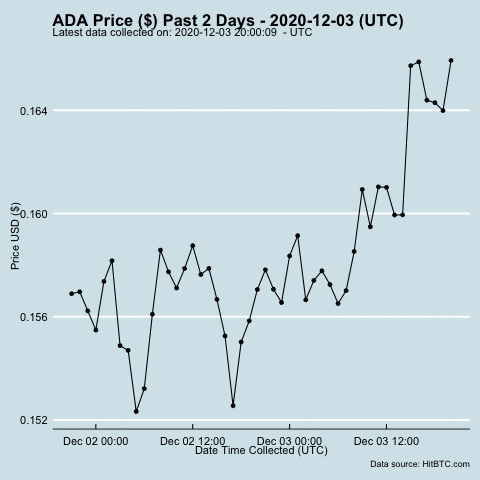 ADA Price ($) Past 2 Days - 2020-12-03 (UTC)
Latest data collected on: 2020-12-03 20:00:09 - UTC
0.164
0.160
0.156
0.152
Price USD ($)
Dec 02 00:00 Dec 02 12:00 Dec 03 00:00 Dec 03 12:00
Date Time Collected (UTC)
Data source: HitBTC.com